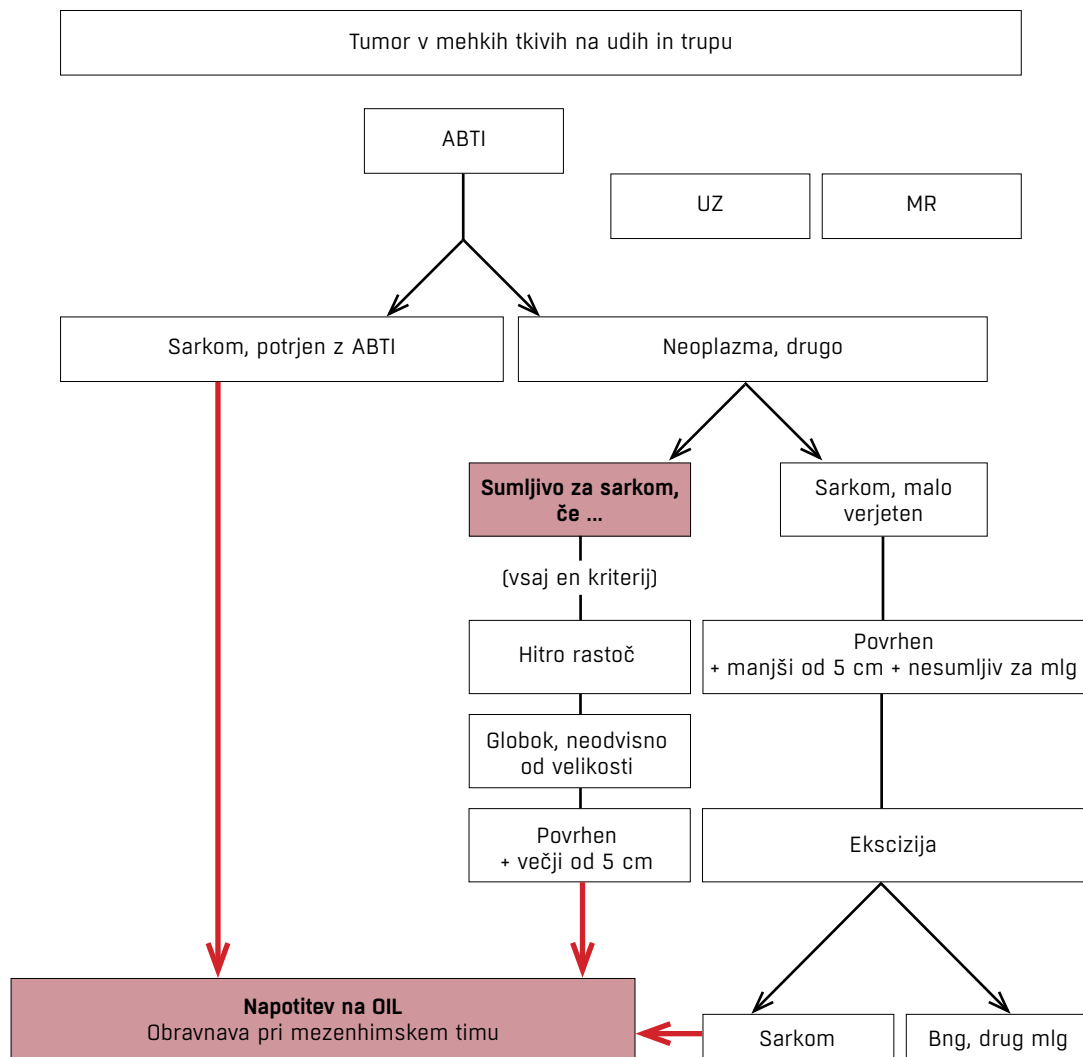 Tumor v mehkih tkivih na udih in trupu
ABTI
UZ
MR
Sarkom, potrjen z ABTI
Neoplazma, drugo
Sumljivo za sarkom,
če ...
Sarkom, malo
verjeten
(vsaj en kriterij)
Hitro rastoč
Povrhen
+ manjši od 5 cm + nesumljiv za mlg
Globok, neodvisno
od velikosti
Povrhen
+ večji od 5 cm
Ekscizija
Napotitev na OIL
Obravnava pri mezenhimskem timu
Sarkom
Bng, drug mlg